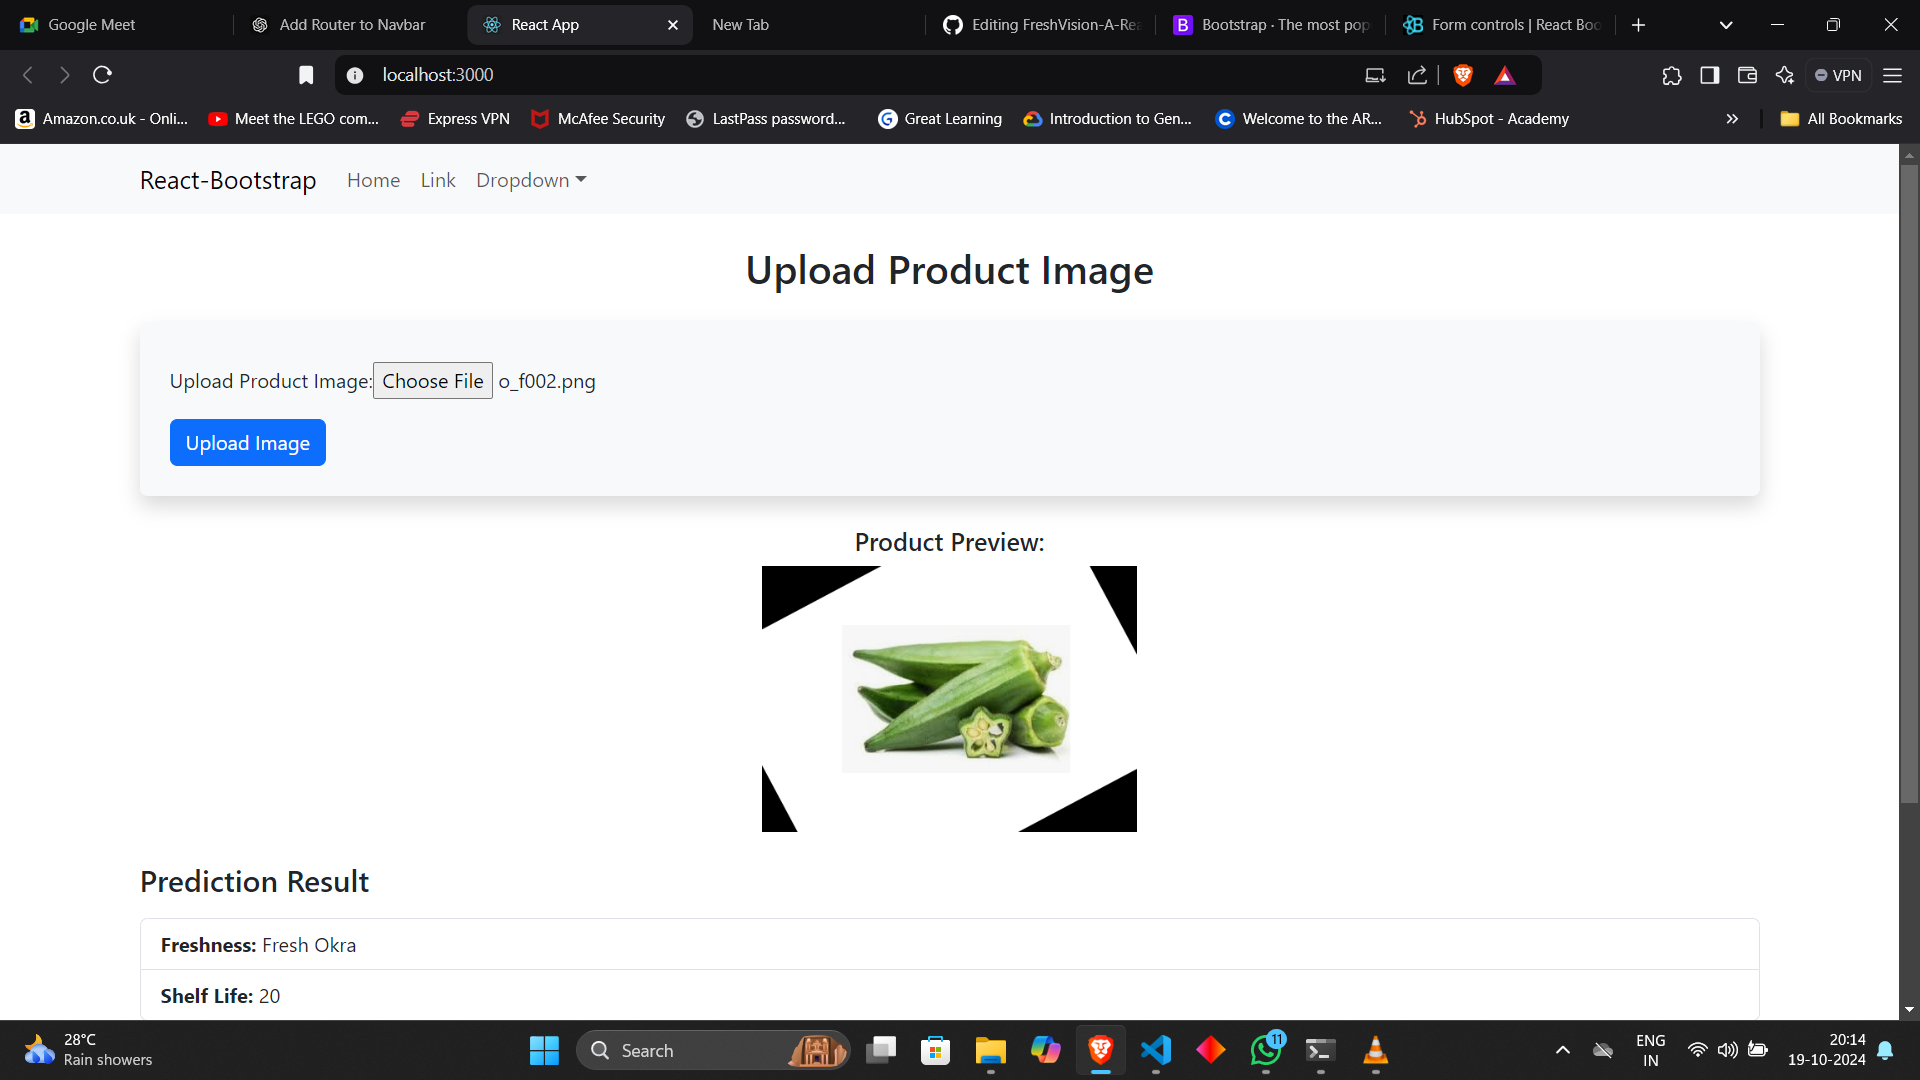 Google Meet
Add Router to Navbar
React App
New Tab
Editing FreshVision-A-Rea
Bootstrap · The most pop
Form controls | React Boo
localhost:3000
VPN
Amazon.co.uk - Onli...
Meet the LEGO com...
Express VPN
McAfee Security
LastPass password...
Great Learning
Introduction to Gen...
Welcome to the AR...
HubSpot - Academy
All Bookmarks
React-Bootstrap
Home
Link
Dropdown
Upload Product Image
Upload Product Image: Choose File o_f002.png
Upload Image
Product Preview:
Prediction Result
Freshness: Fresh Okra
Shelf Life: 20
28°C
Rain showers
Search
11
ENG
IN
20:14
19-10-2024